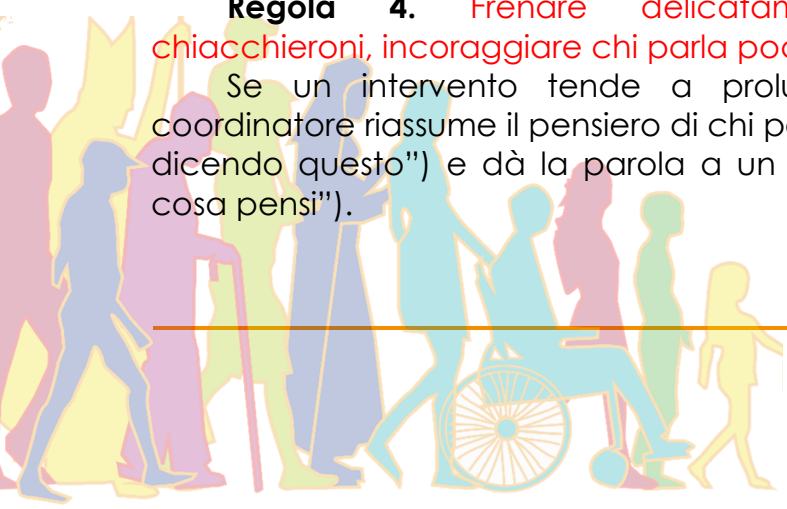 Regola 4. Frenare
chiacchieroni, incoraggiare chi parla
Se un intervento tende a
coordinatore riassume il pensiero di chi
dicendo questo”) e dà la parola a un
cosa pensi”).